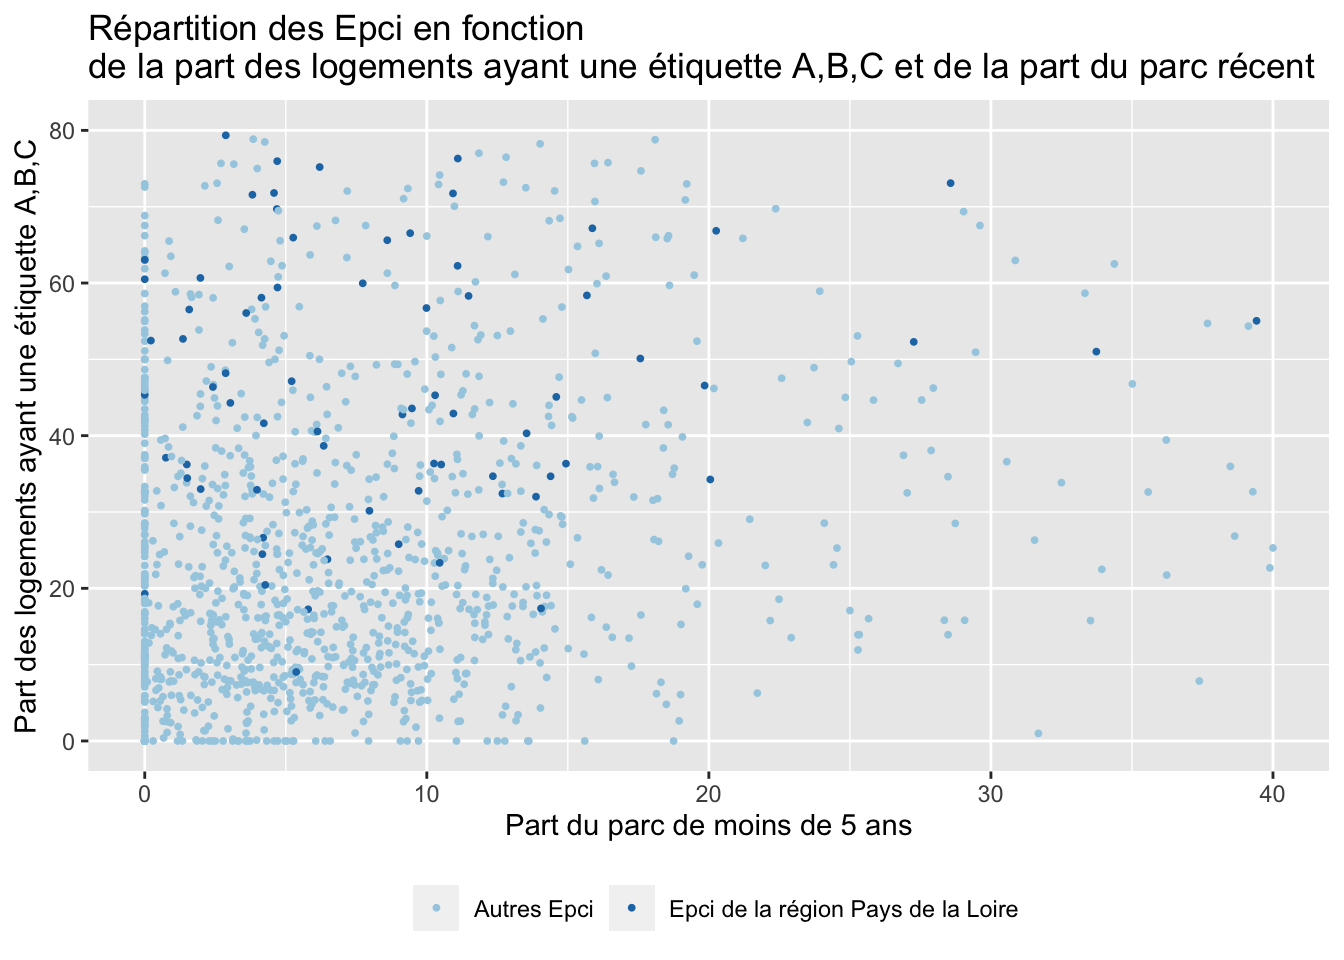 Répartition des Epci en fonction
de la part des logements ayant une étiquette A,B,C et de la part du parc récent
Part des logements ayant une étiquette A,B,C
80
60
40
20
0
0 10 20 30 40
Part du parc de moins de 5 ans
Autres Epci Epci de la région Pays de la Loire